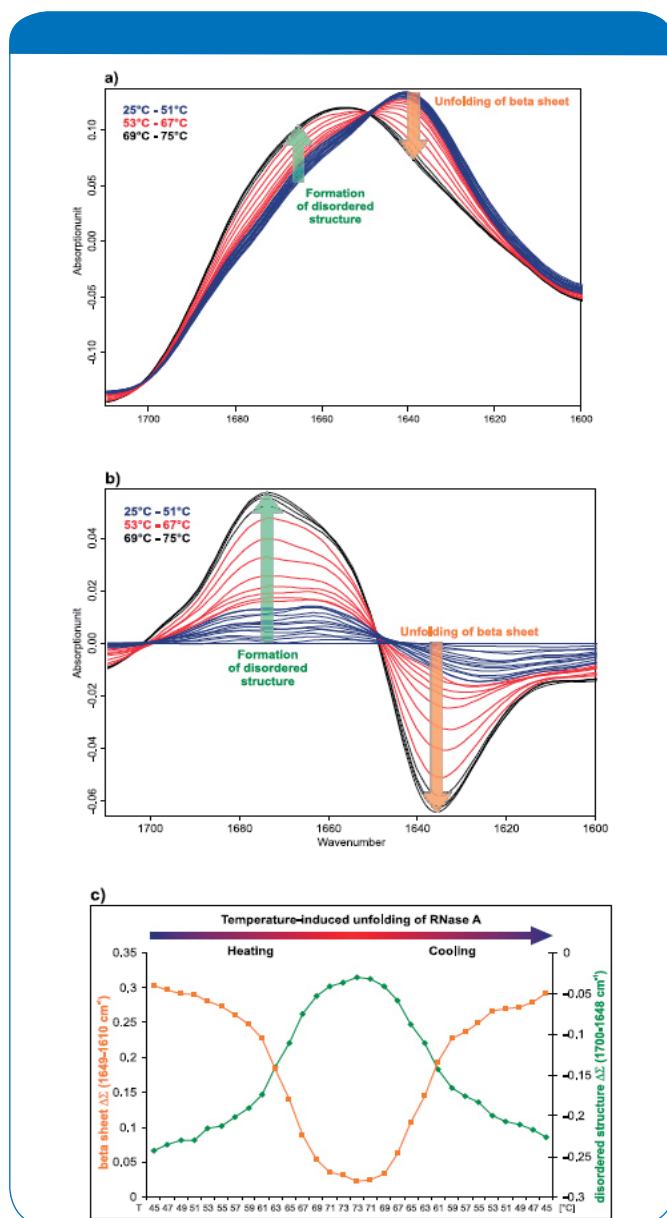 a)
25°C - 51°C
53°C - 67°C
69°C - 75°C
Unfolding of beta sheet
Formation
of disordered
structure
Absorptionunit
0.10
0.05
0.00
-0.05
-0.10
1700
1680
1660
1640
1620
1600
b)
25°C - 51°C
53°C - 67°C
69°C - 75°C
Unfolding of beta sheet
Formation
of disordered
structure
Absorptionunit
0.04
0.02
0.00
-0.02
-0.04
-0.06
1700
1680
1660
1640
1620
1600
Wavenumber
c)
Temperature-induced unfolding of RNase A
Heating
Cooling
beta sheet ΔΣ (1649-1610 cm⁻¹)
0,35
0,3
0,25
0,2
0,15
0,1
0,05
0
0
-0,05
-0,1
-0,15
-0,2
-0,25
-0,3
disordered structure ΔΣ (1700-1648 cm⁻¹)
T 45 47 49 51 53 55 57 59 61 63 65 67 69 71 73 73 71 69 67 65 63 61 59 57 55 53 51 49 47 45 [°C]